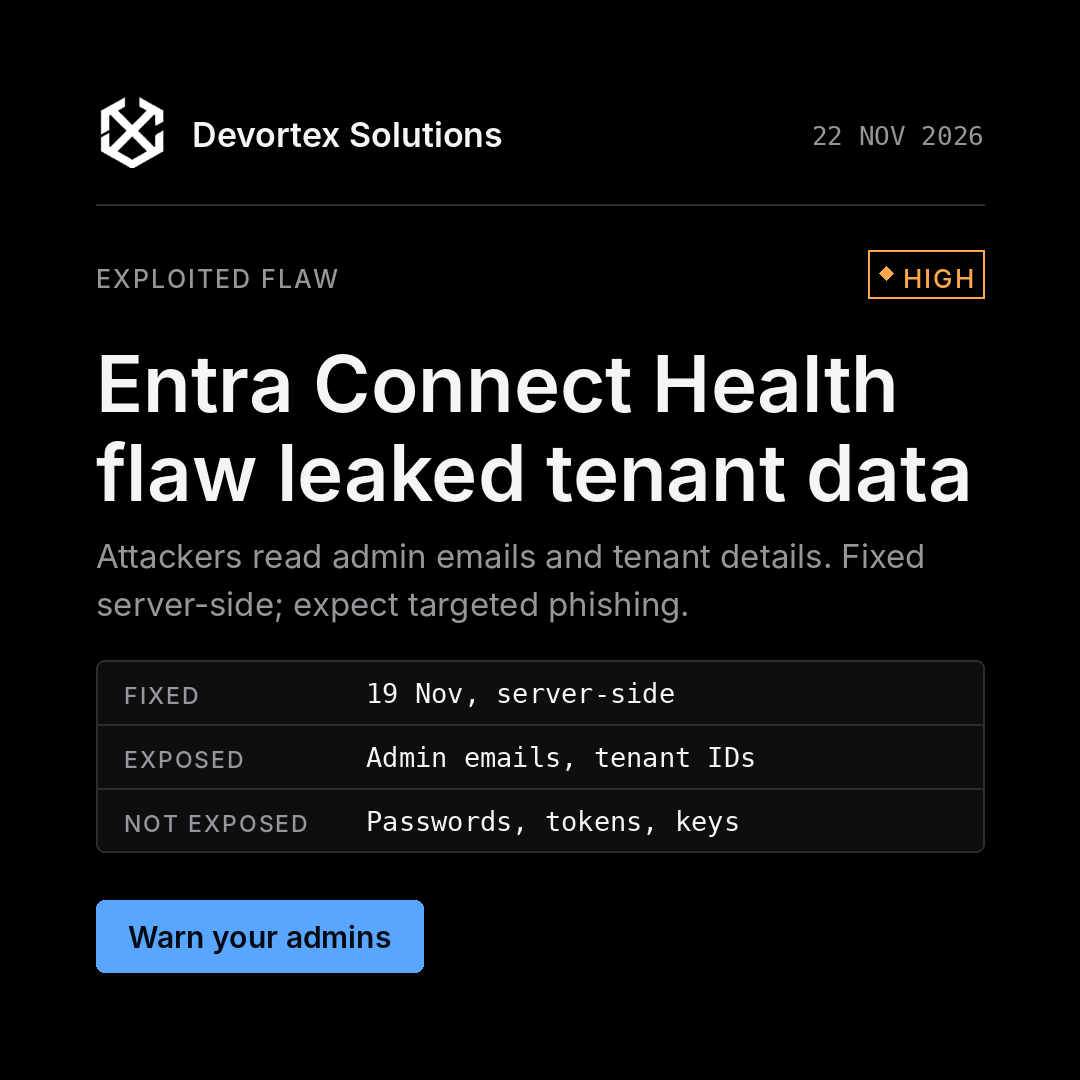 Devortex Solutions
22 NOV 2026
EXPLOITED FLAW
HIGH
Entra Connect Health
flaw leaked tenant data
Attackers read admin emails and tenant details. Fixed
server-side; expect targeted phishing.
FIXED 19 Nov, server-side
EXPOSED Admin emails, tenant IDs
NOT EXPOSED Passwords, tokens, keys
Warn your admins